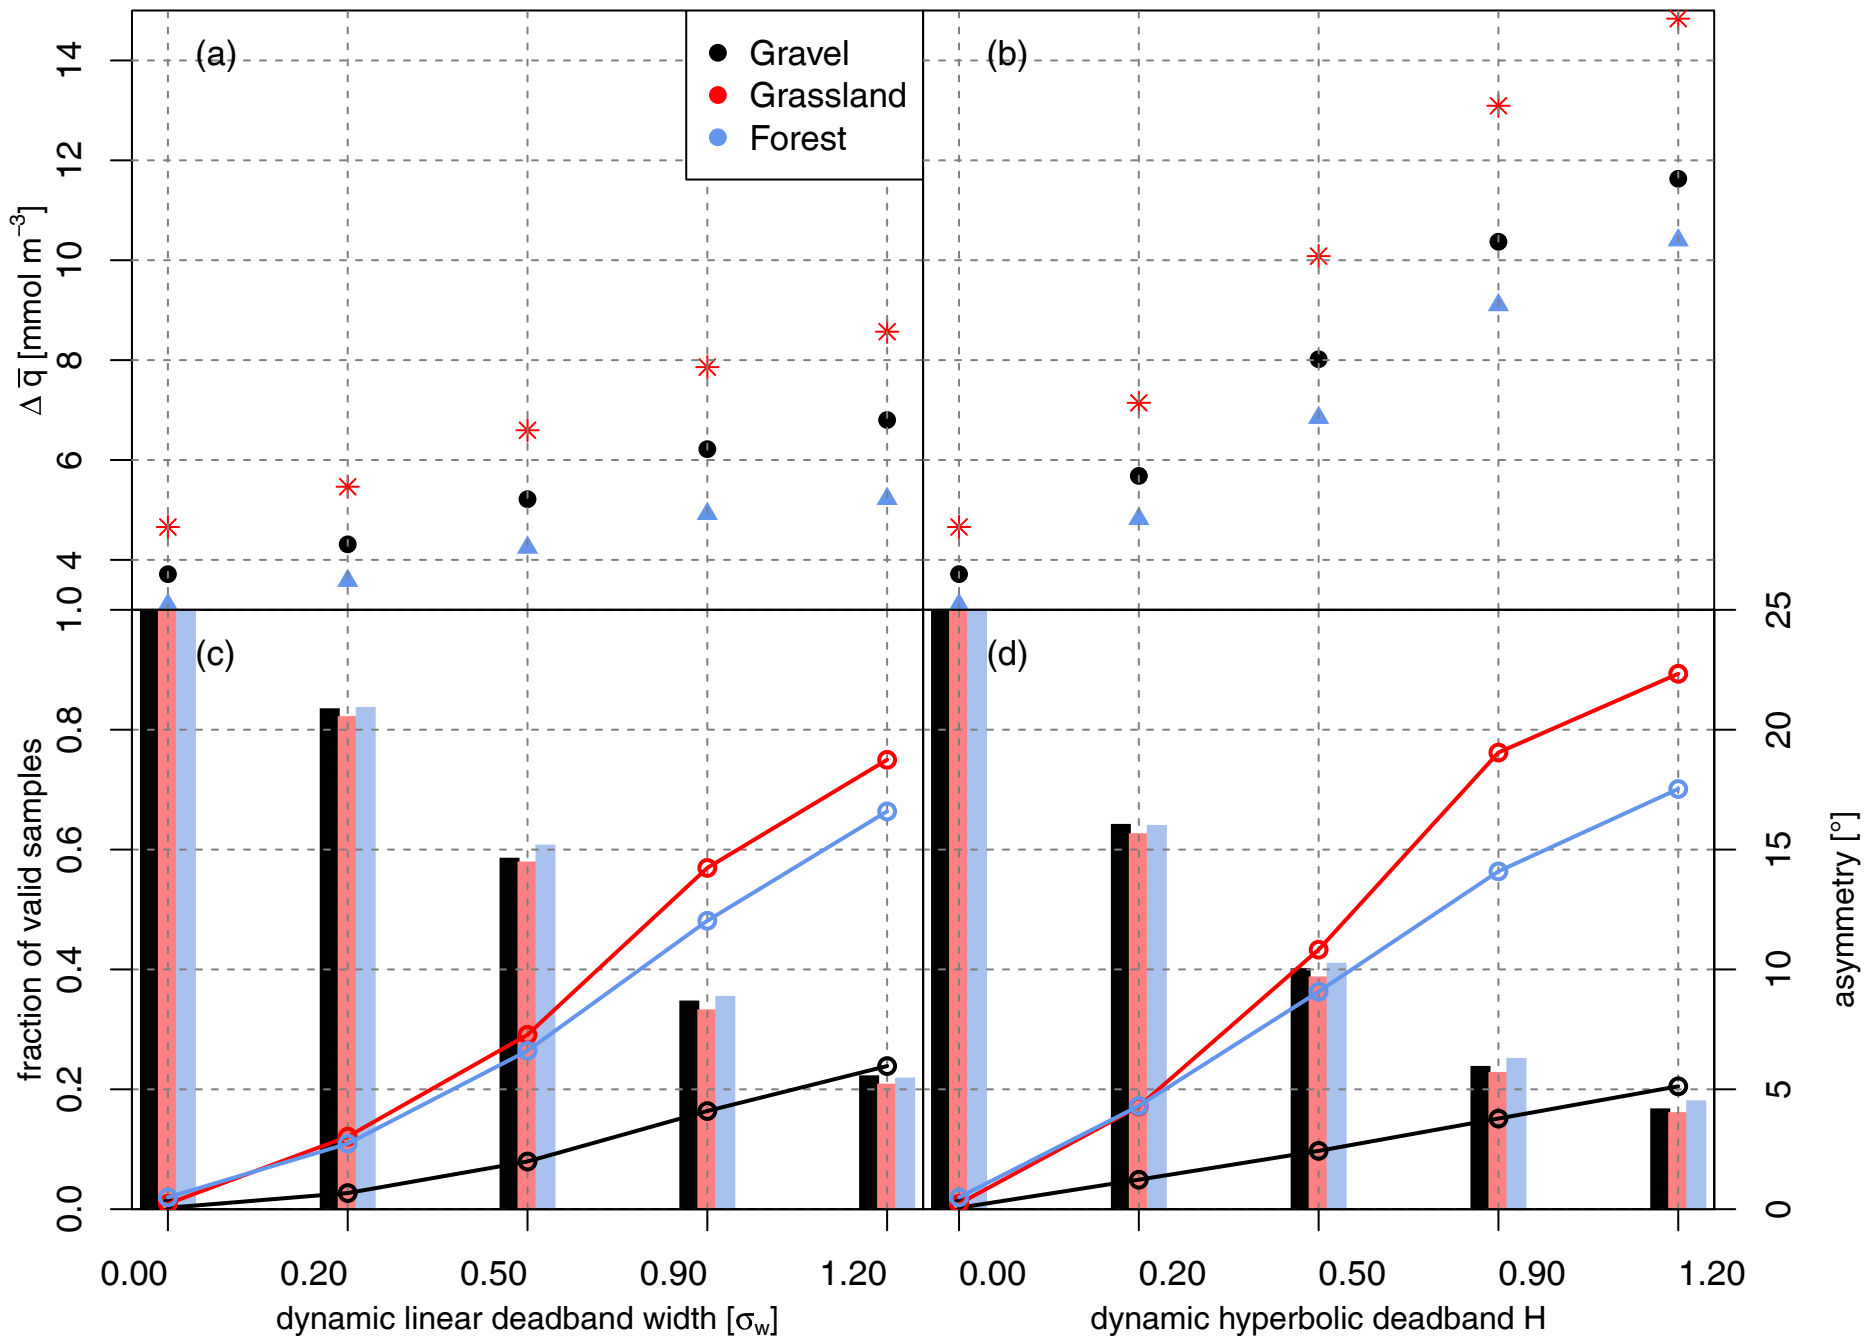 (a)
Gravel
Grassland
Forest
(b)
14
12
10
8
6
4
Δ q̅ [mmol m⁻³]
(c)
(d)
1.0
0.8
0.6
0.4
0.2
0.0
fraction of valid samples
25
20
15
10
5
0
asymmetry [°]
0.00 0.20 0.50 0.90 1.20
0.00 0.20 0.50 0.90 1.20
dynamic linear deadband width [σw]
dynamic hyperbolic deadband H